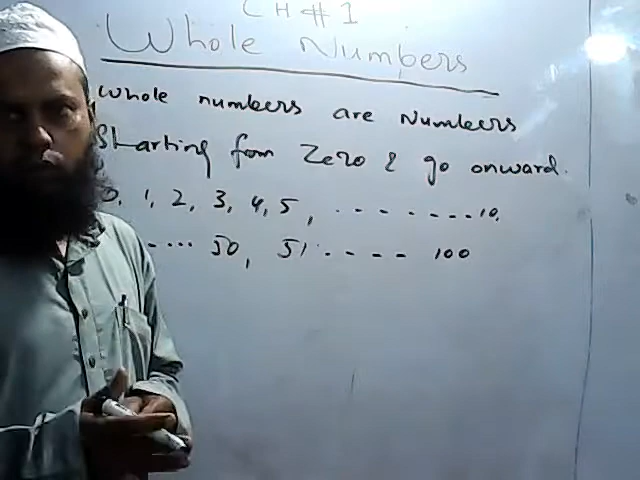 CH # 1
Whole Numbers
Whole numbers are Numbers
Starting from Zero & go onward.
0, 1, 2, 3, 4, 5, ........ 10,
.... 50, 51 .... 100